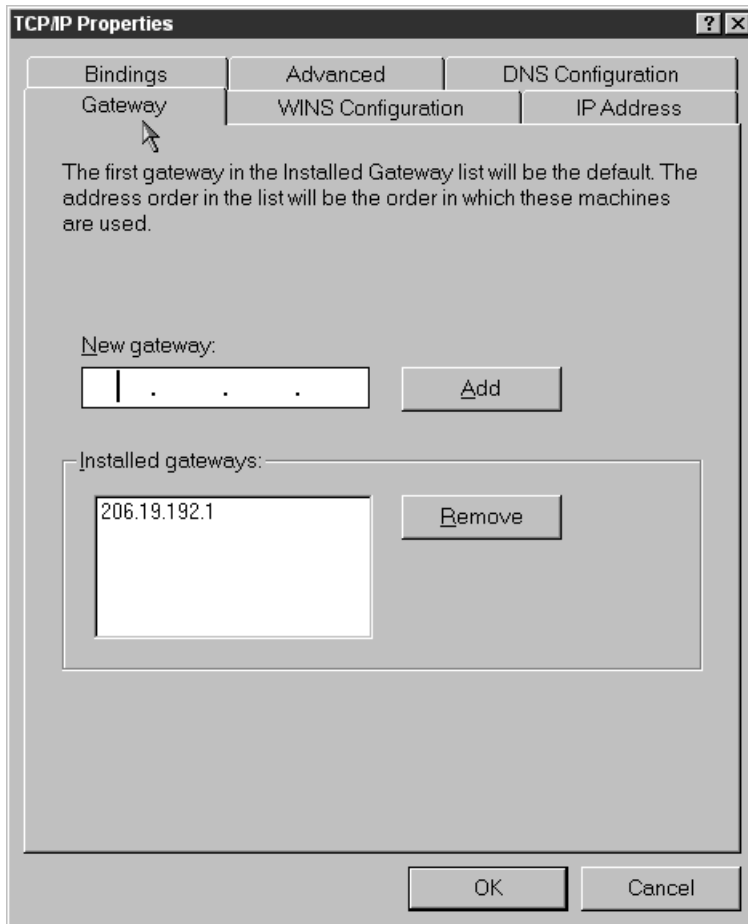 TCP/IP Properties
Bindings Advanced DNS Configuration
Gateway WINS Configuration IP Address
The first gateway in the Installed Gateway list will be the default. The
address order in the list will be the order in which these machines
are used.
New gateway:
. . . Add
Installed gateways:
206.19.192.1 Remove
OK Cancel